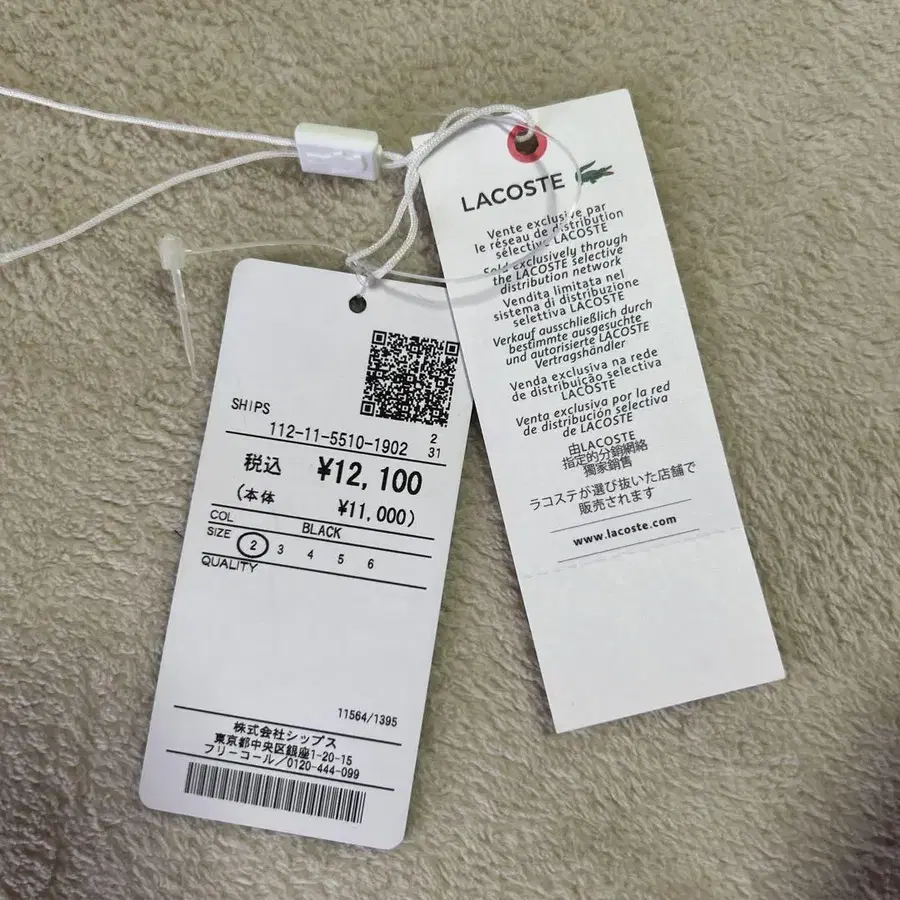 SHIPS
112-11-5510-1902
2
31
税込 ¥12,100
(本体 ¥11,000)
COL BLACK
SIZE 2 3 4 5 6
QUALITY
11564/1395
株式会社シップス
東京都中央区銀座1-20-15
フリーコール/0120-444-099
LACOSTE
Vente exclusive par
le réseau de distribution
sélective LACOSTE
Sold exclusively through
the LACOSTE selective
distribution network
Vendita limitata nel
sistema di distribuzione
selettiva LACOSTE
Verkauf ausschließlich durch
bestimmte ausgesuchte
und autorisierte LACOSTE
Vertragshändler
Venda exclusiva na rede
de distribuição selectiva
LACOSTE
Venta exclusiva por la red
de distribución selectiva
de LACOSTE
由LACOSTE
指定的分銷網絡
獨家銷售
ラコステが選び抜いた店舗で
販売されます
www.lacoste.com